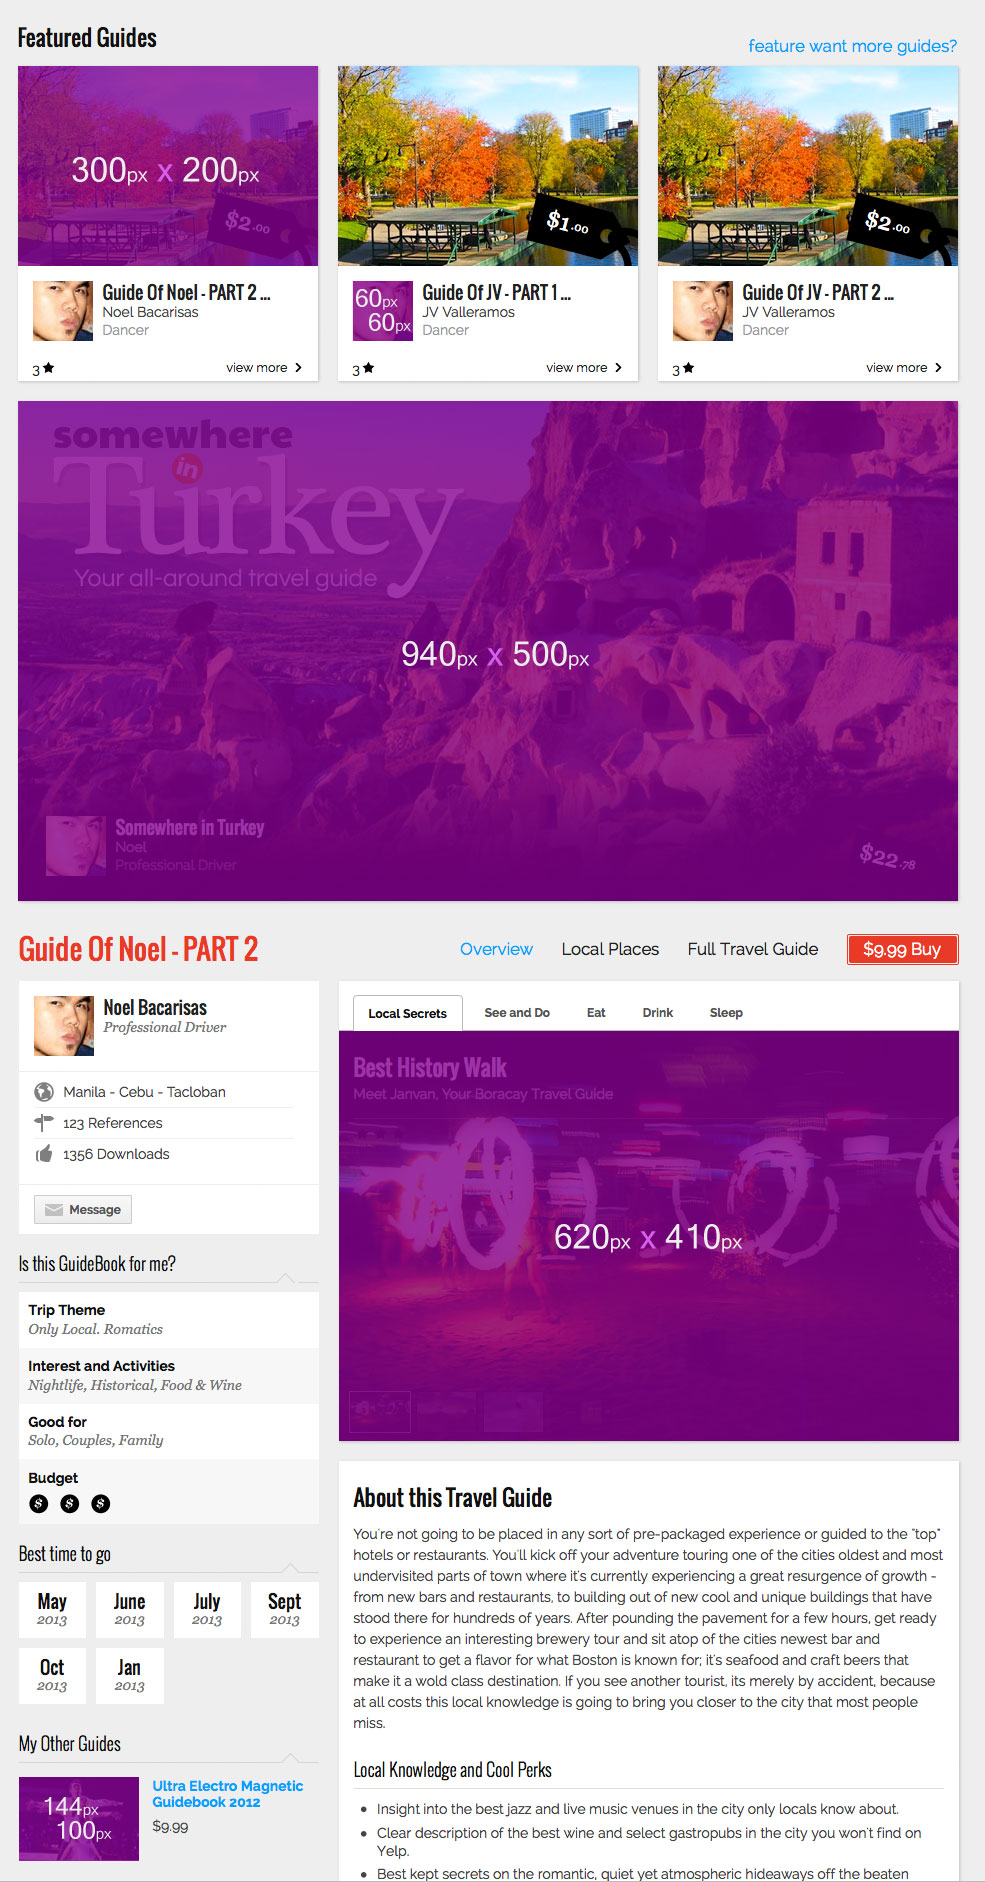 Featured Guides
feature want more guides?
300px x 200px
$2.00
$1.00
$2.00
Guide Of Noel - PART 2 ...
Noel Bacarisas
Dancer
3
view more
60px
60px
Guide Of JV - PART 1 ...
JV Valleramos
Dancer
3
view more
Guide Of JV - PART 2 ...
JV Valleramos
Dancer
3
view more
somewhere
in
Turkey
Your all-around travel guide
940px x 500px
Somewhere in Turkey
Noel
Professional Driver
$22.78
Guide Of Noel - PART 2
Overview
Local Places
Full Travel Guide
$9.99 Buy
Noel Bacarisas
Professional Driver
Manila - Cebu - Tacloban
123 References
1356 Downloads
Message
Is this GuideBook for me?
Trip Theme
Only Local. Romatics
Interest and Activities
Nightlife, Historical, Food & Wine
Good for
Solo, Couples, Family
Budget
$ $ $
Best time to go
May
2013
June
2013
July
2013
Sept
2013
Oct
2013
Jan
2013
My Other Guides
144px
100px
Ultra Electro Magnetic
Guidebook 2012
$9.99
Local Secrets
See and Do
Eat
Drink
Sleep
Best History Walk
Meet Janvan, Your Boracay Travel Guide
620px x 410px
About this Travel Guide
You're not going to be placed in any sort of pre-packaged experience or guided to the "top"
hotels or restaurants. You'll kick off your adventure touring one of the cities oldest and most
undervisited parts of town where it's currently experiencing a great resurgence of growth -
from new bars and restaurants, to building out of new cool and unique buildings that have
stood there for hundreds of years. After pounding the pavement for a few hours, get ready
to experience an interesting brewery tour and sit atop of the cities newest bar and
restaurant to get a flavor for what Boston is known for; it's seafood and craft beers that
make it a wold class destination. If you see another tourist, its merely by accident, because
at all costs this local knowledge is going to bring you closer to the city that most people
miss.
Local Knowledge and Cool Perks
Insight into the best jazz and live music venues in the city only locals know about.
Clear description of the best wine and select gastropubs in the city you won't find on
Yelp.
Best kept secrets on the romantic, quiet yet atmospheric hideaways off the beaten